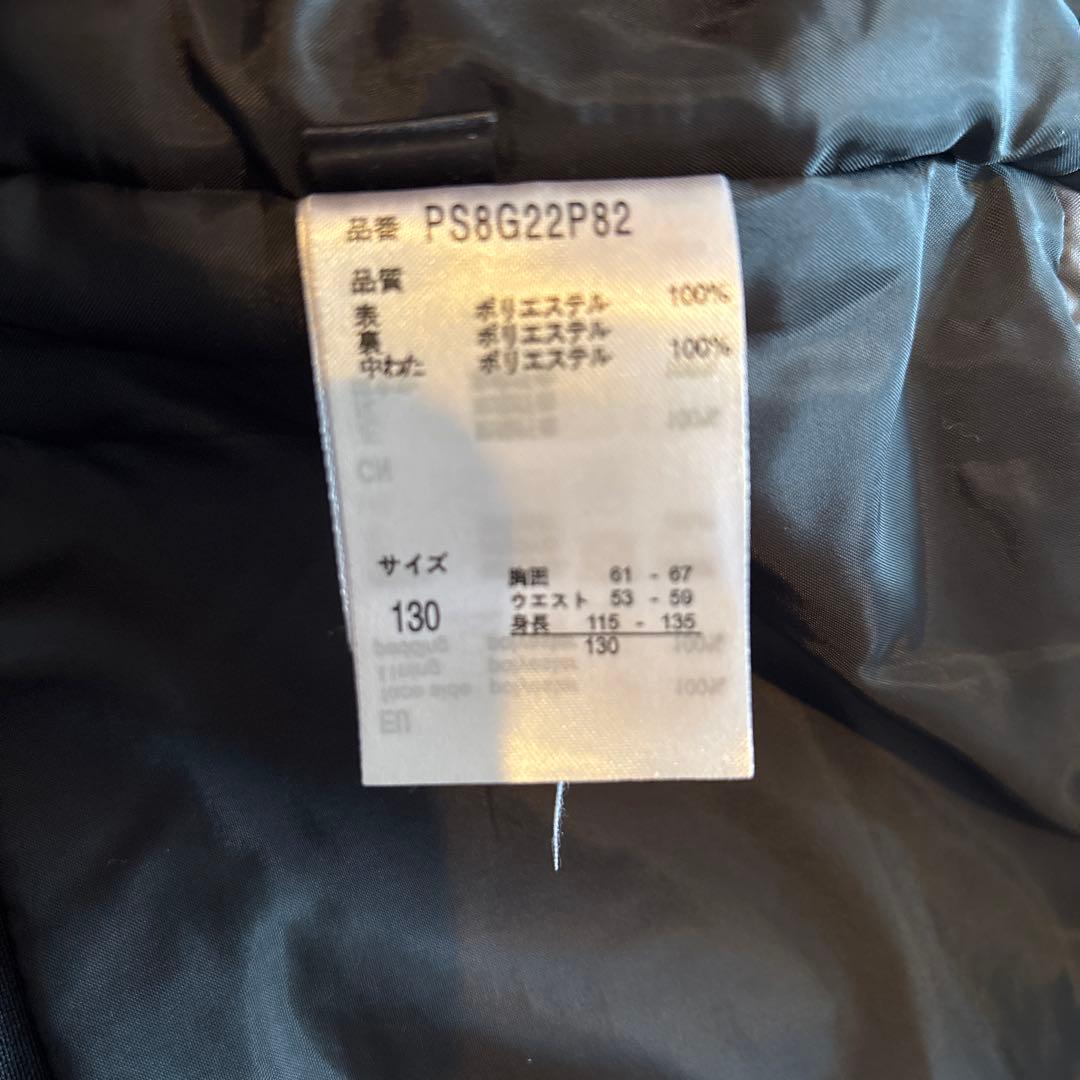 品番 PS8G22P82
品質
表 ポリエステル 100%
裏 ポリエステル
中わた ポリエステル 100%
サイズ
130
胸囲 61 - 67
ウエスト 53 - 59
身長 115 - 135
130